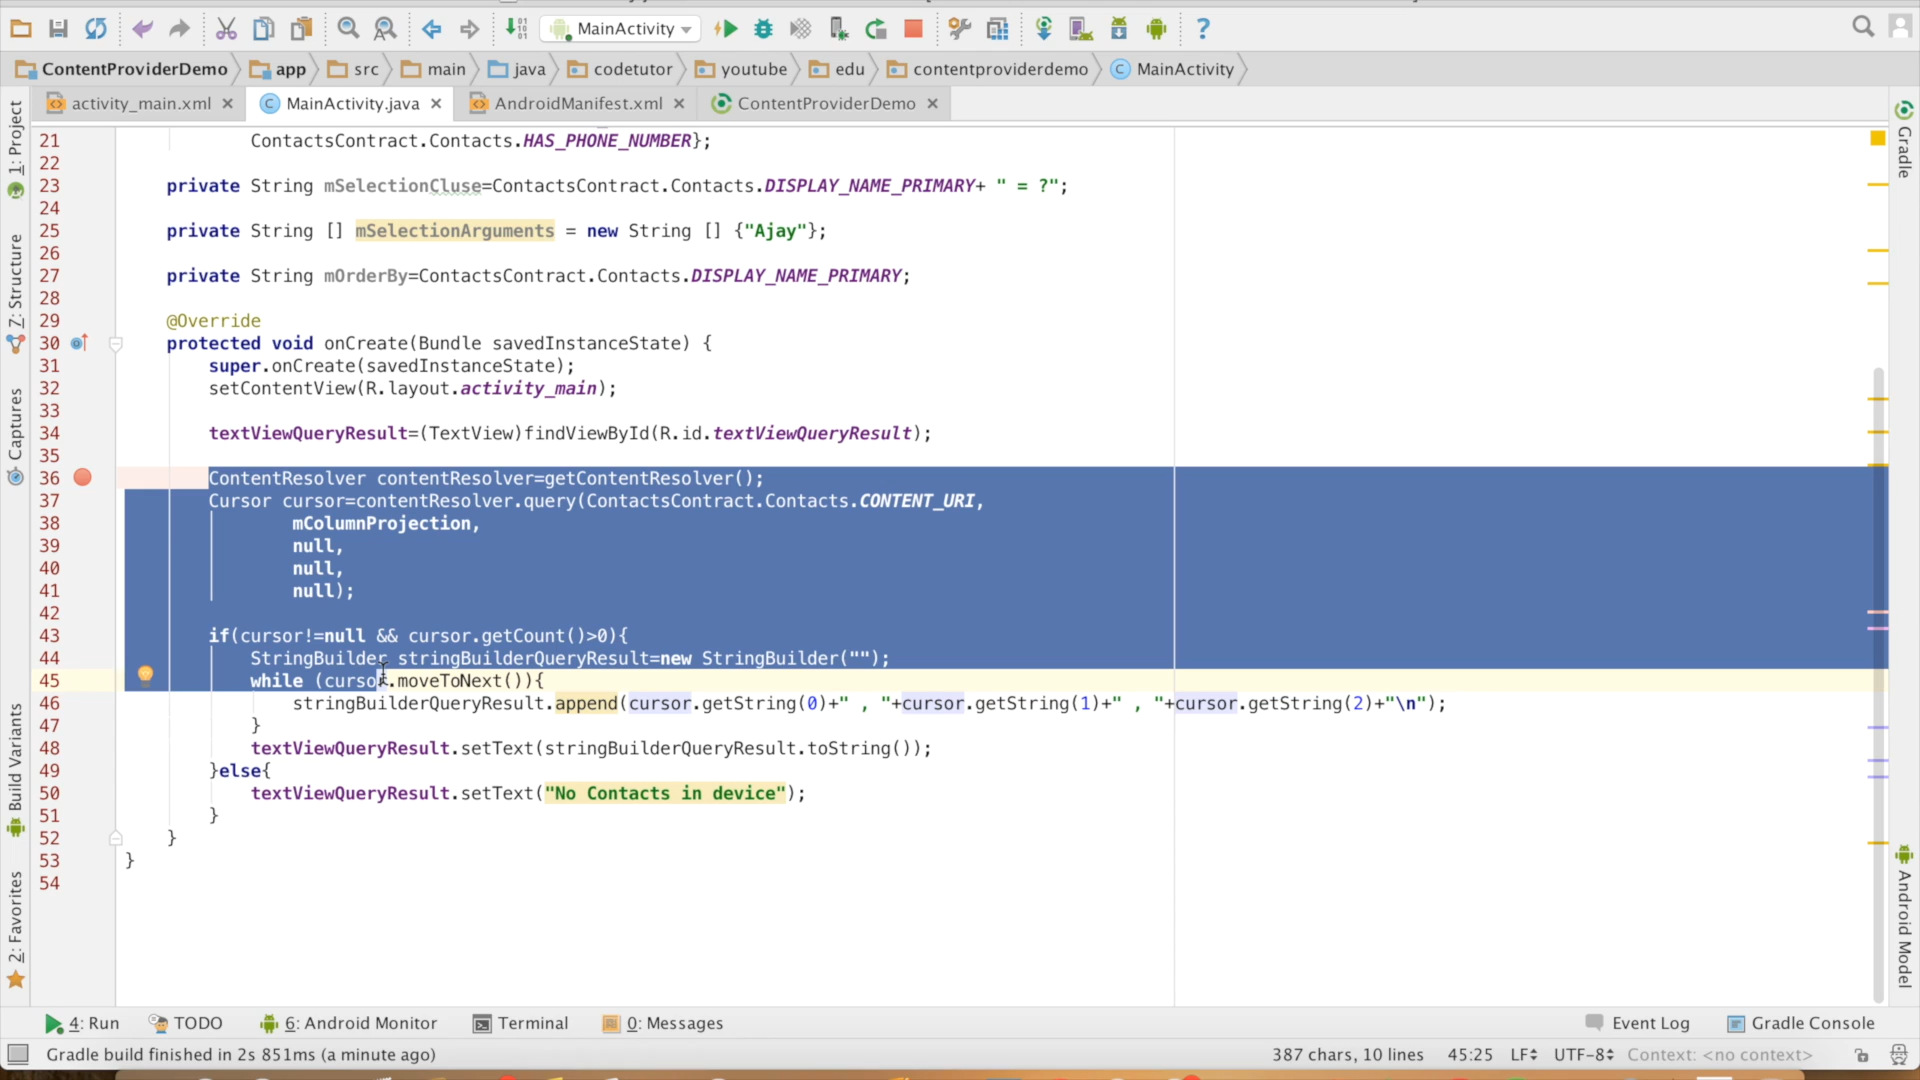 MainActivity
ContentProviderDemo app src main java codetutor youtube edu contentproviderdemo MainActivity
activity_main.xml MainActivity.java AndroidManifest.xml ContentProviderDemo
1: Project
Z: Structure
Captures
Build Variants
2: Favorites
21 ContactsContract.Contacts.HAS_PHONE_NUMBER};
22
23 private String mSelectionCluse=ContactsContract.Contacts.DISPLAY_NAME_PRIMARY+ " = ?";
24
25 private String [] mSelectionArguments = new String [] {"Ajay"};
26
27 private String mOrderBy=ContactsContract.Contacts.DISPLAY_NAME_PRIMARY;
28
29 @Override
30 protected void onCreate(Bundle savedInstanceState) {
31 super.onCreate(savedInstanceState);
32 setContentView(R.layout.activity_main);
33
34 textViewQueryResult=(TextView)findViewById(R.id.textViewQueryResult);
35
36 ContentResolver contentResolver=getContentResolver();
37 Cursor cursor=contentResolver.query(ContactsContract.Contacts.CONTENT_URI,
38 mColumnProjection,
39 null,
40 null,
41 null);
42
43 if(cursor!=null && cursor.getCount()>0){
44 StringBuilder stringBuilderQueryResult=new StringBuilder("");
45 while (cursor.moveToNext()){
46 stringBuilderQueryResult.append(cursor.getString(0)+" , "+cursor.getString(1)+" , "+cursor.getString(2)+"\n");
47 }
48 textViewQueryResult.setText(stringBuilderQueryResult.toString());
49 }else{
50 textViewQueryResult.setText("No Contacts in device");
51 }
52 }
53 }
54
Gradle
Android Model
4: Run TODO 6: Android Monitor Terminal 0: Messages Event Log Gradle Console
Gradle build finished in 2s 851ms (a minute ago) 387 chars, 10 lines 45:25 LF UTF-8 Context: <no context>